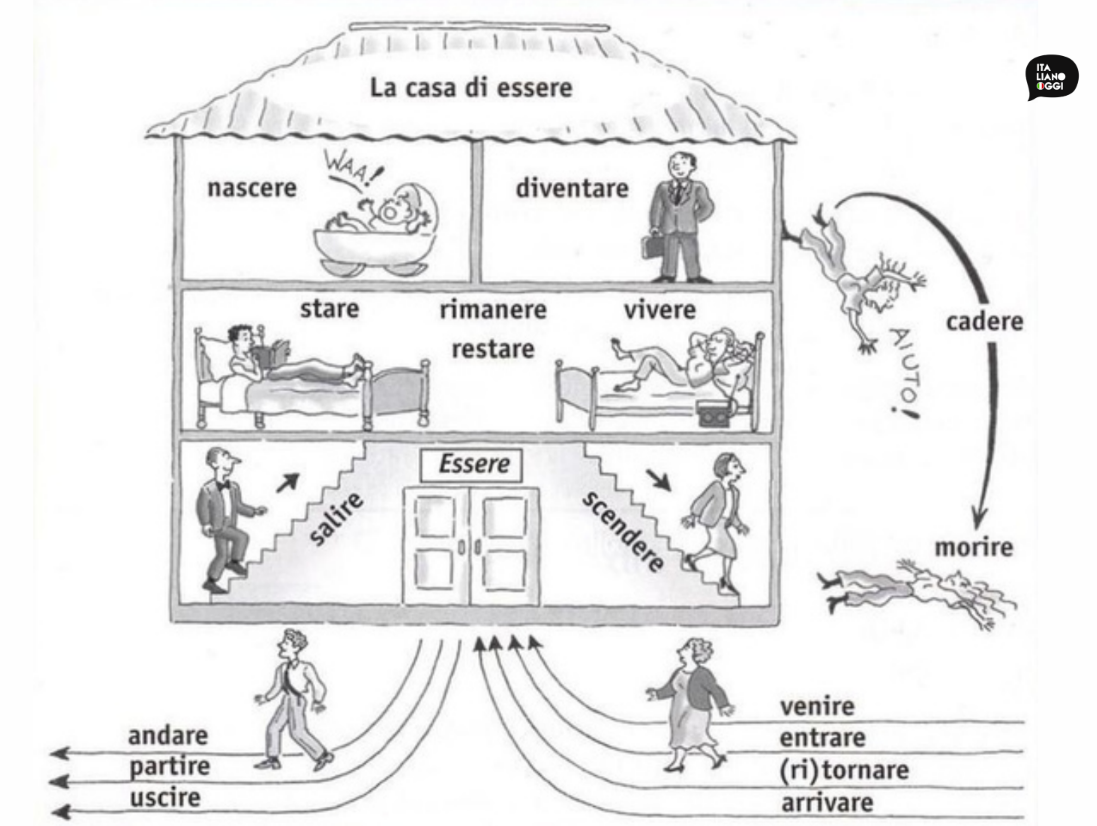 La casa di essere
ITA
LIANO
OGGI
nascere
WAA!
diventare
stare
rimanere
vivere
restare
cadere
AIUTO!
Essere
salire
scendere
morire
venire
andare
entrare
partire
(ri)tornare
uscire
arrivare